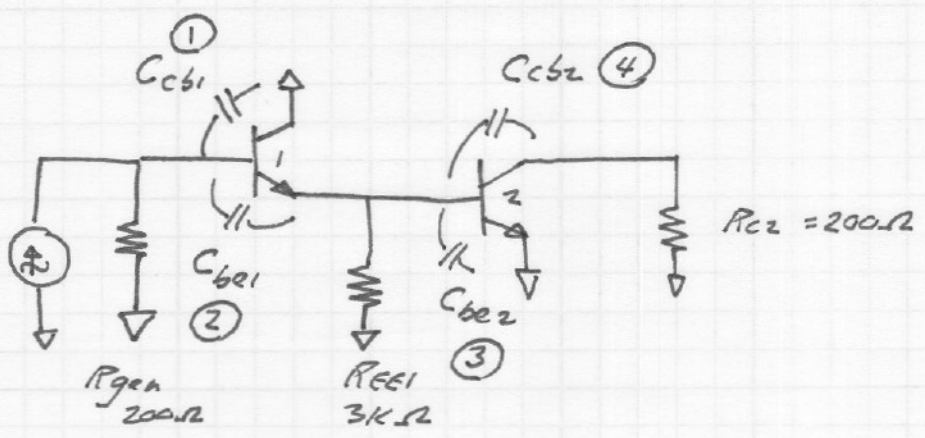 ①
Ccb1
Ccb2 ④
1
2
Rc2 = 200Ω
Cbe1
②
Cbe2
③
Rgen
200Ω
REE1
3KΩ